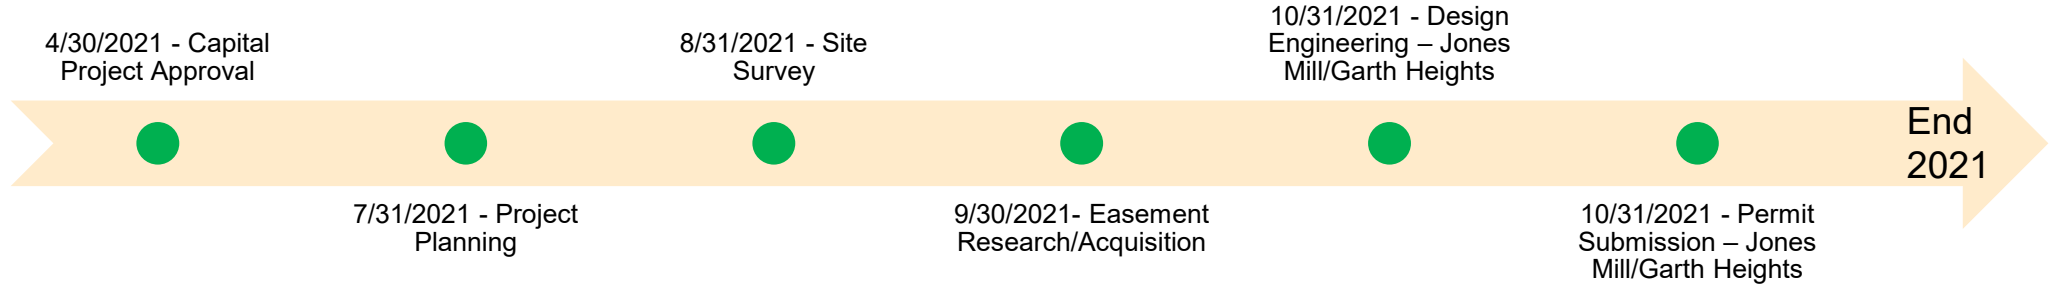 4/30/2021 - Capital
Project Approval
7/31/2021 - Project
Planning
8/31/2021 - Site
Survey
9/30/2021- Easement
Research/Acquisition
10/31/2021 - Design
Engineering – Jones
Mill/Garth Heights
10/31/2021 - Permit
Submission – Jones
Mill/Garth Heights
End
2021